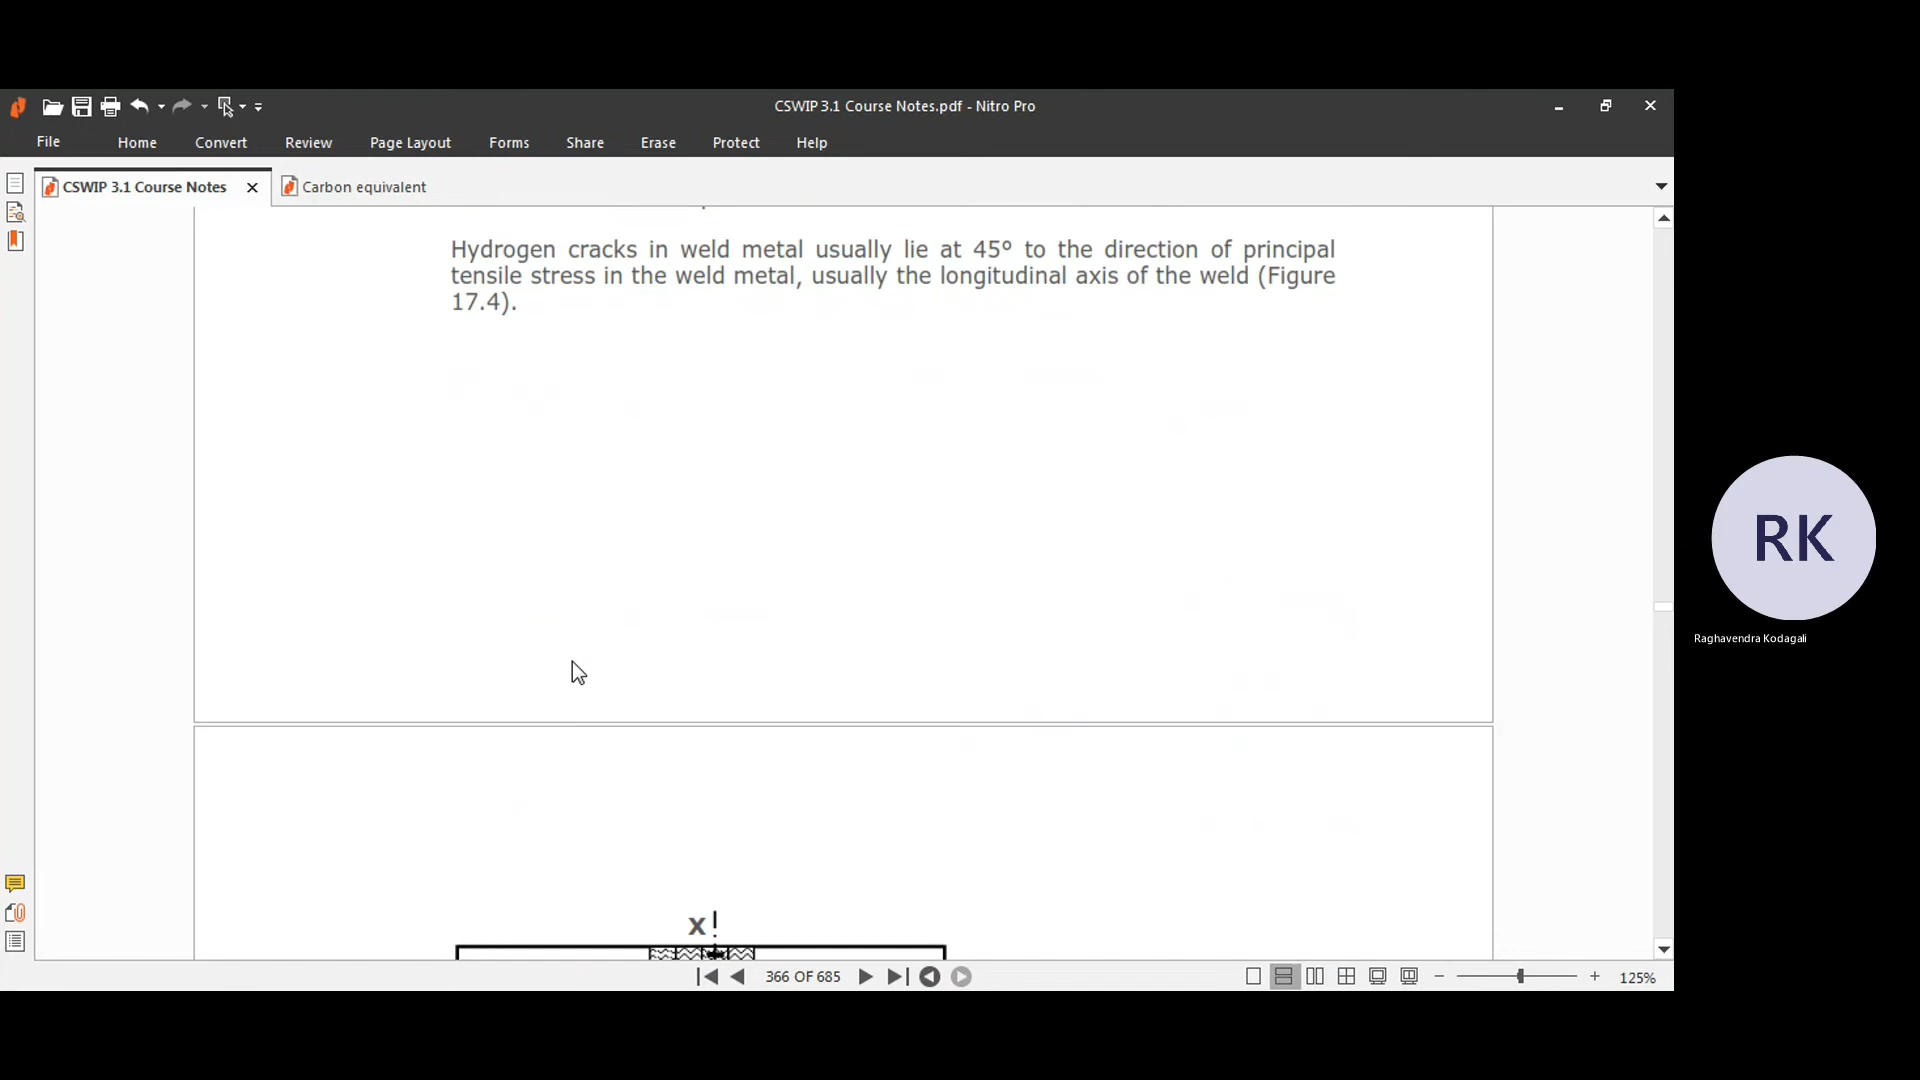 CSWIP 3.1 Course Notes.pdf - Nitro Pro
File Home Convert Review Page Layout Forms Share Erase Protect Help
CSWIP 3.1 Course Notes Carbon equivalent
Hydrogen cracks in weld metal usually lie at 45° to the direction of principal
tensile stress in the weld metal, usually the longitudinal axis of the weld (Figure
17.4).
RK
Raghavendra Kodagali
X
366 OF 685
125%